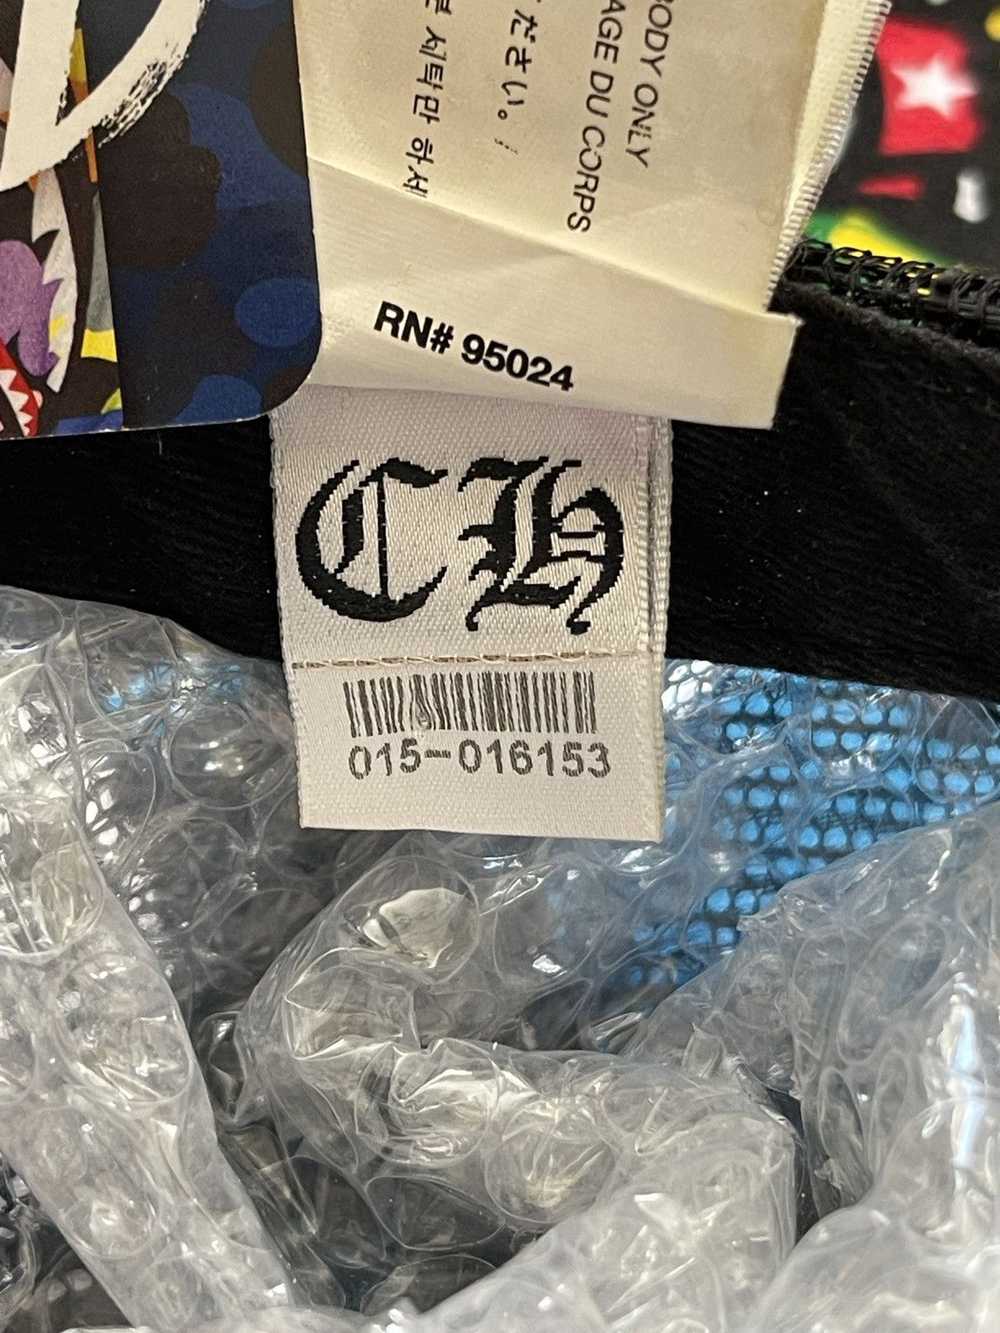 BODY ONLY
AGE DU CORPS
ださい。
세탁만 하세
RN# 95024
CH
015-016153